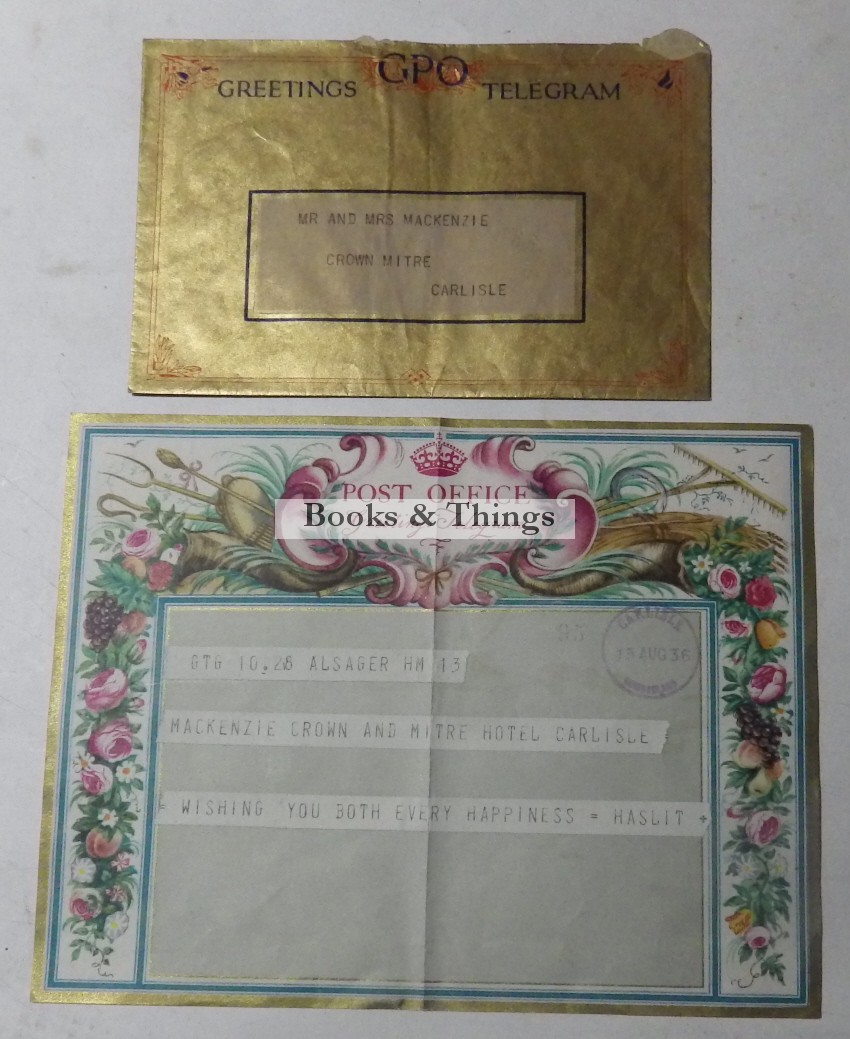 GPO
GREETINGS TELEGRAM
MR AND MRS MACKENZIE
CROWN MITRE
CARLISLE
POST OFFICE
Books & Things
95
CARLISLE
15 AUG 36
GTG 10.28 ALSAGER HM 13
MACKENZIE CROWN AND MITRE HOTEL CARLISLE
= WISHING YOU BOTH EVERY HAPPINESS = HASLIT +